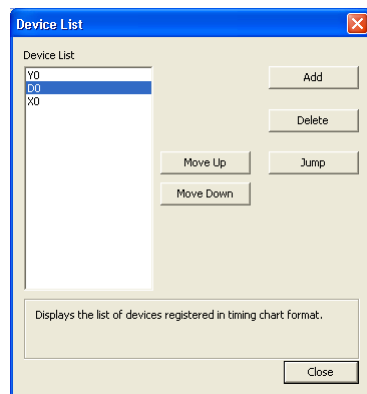 Device List
Device List
Y0
D0
X0
Add
Delete
Move Up
Jump
Move Down
Displays the list of devices registered in timing chart format.
Close